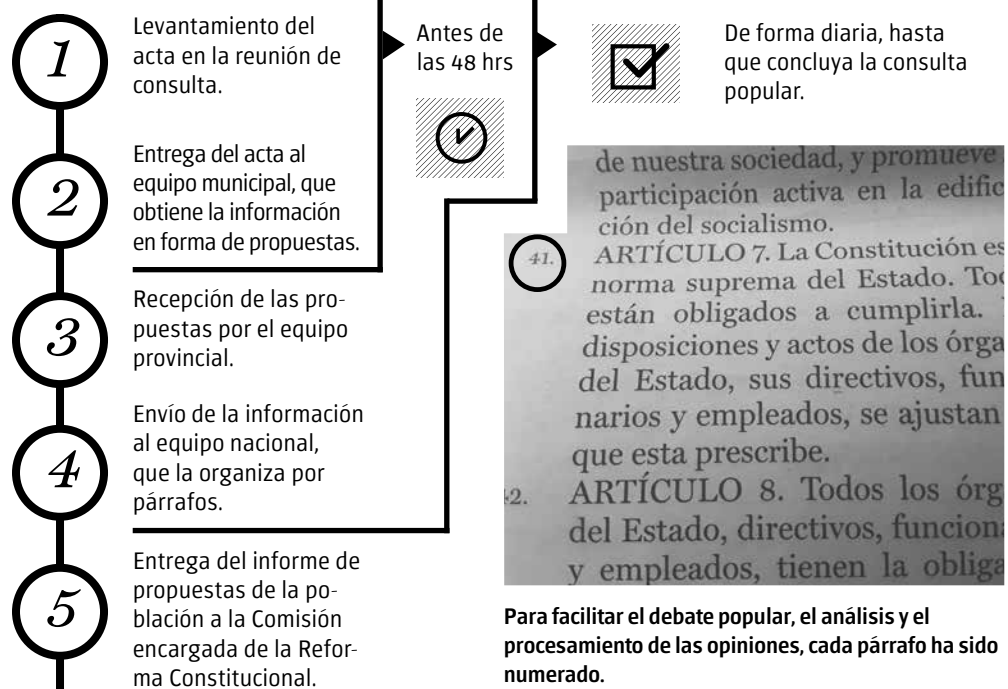 1
Levantamiento del
acta en la reunión de
consulta.
2
Entrega del acta al
equipo municipal, que
obtiene la información
en forma de propuestas.
3
Recepción de las pro-
puestas por el equipo
provincial.
4
Envío de la información
al equipo nacional,
que la organiza por
párrafos.
5
Entrega del informe de
propuestas de la po-
blación a la Comisión
encargada de la Refor-
ma Constitucional.
Antes de
las 48 hrs
De forma diaria, hasta
que concluya la consulta
popular.
de nuestra sociedad, y promueve
participación activa en la edific
ción del socialismo.
41. ARTÍCULO 7. La Constitución es
norma suprema del Estado. Tod
están obligados a cumplirla.
disposiciones y actos de los órga
del Estado, sus directivos, fun
narios y empleados, se ajustan
que esta prescribe.
42. ARTÍCULO 8. Todos los órg
del Estado, directivos, funcion
y empleados, tienen la obliga
Para facilitar el debate popular, el análisis y el
procesamiento de las opiniones, cada párrafo ha sido
numerado.